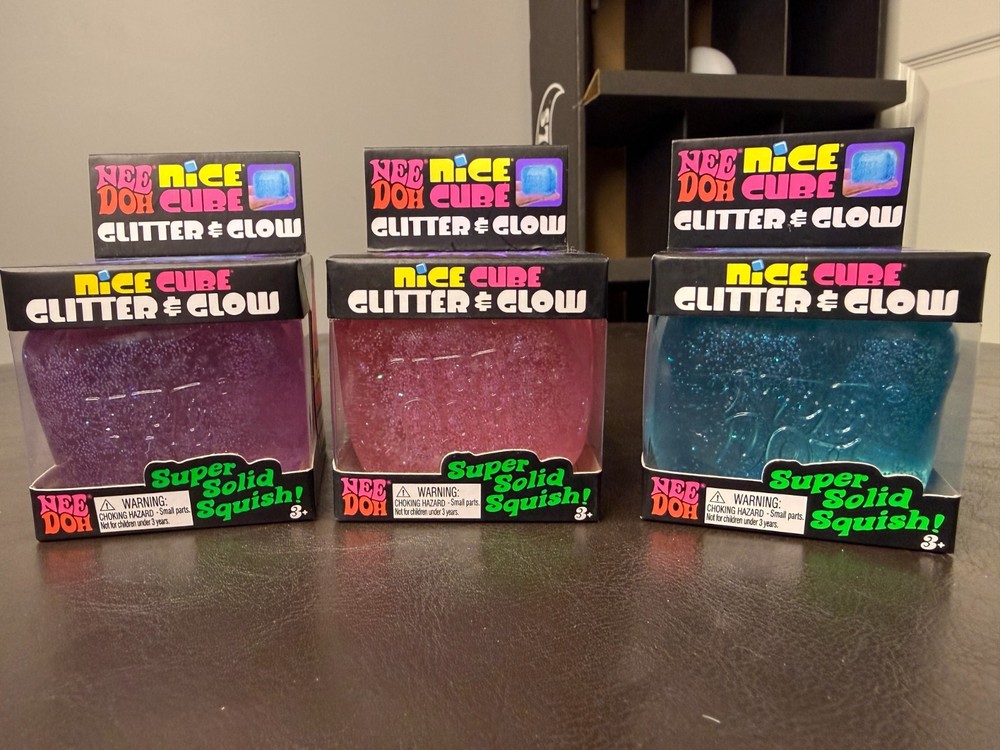 NEE NiCE
DOH CUBE
GLITTER & GLOW
NiCE CUBE
GLITTER & GLOW
NEE
DOH
WARNING:
CHOKING HAZARD - Small parts.
Not for children under 3 years.
Super
Solid
Squish!
3+
NEE NiCE
DOH CUBE
GLITTER & GLOW
NiCE CUBE
GLITTER & GLOW
NEE
DOH
WARNING:
CHOKING HAZARD - Small parts.
Not for children under 3 years.
Super
Solid
Squish!
3+
NEE NiCE
DOH CUBE
GLITTER & GLOW
NiCE CUBE
GLITTER & GLOW
NEE
DOH
WARNING:
CHOKING HAZARD - Small parts.
Not for children under 3 years.
Super
Solid
Squish!
3+